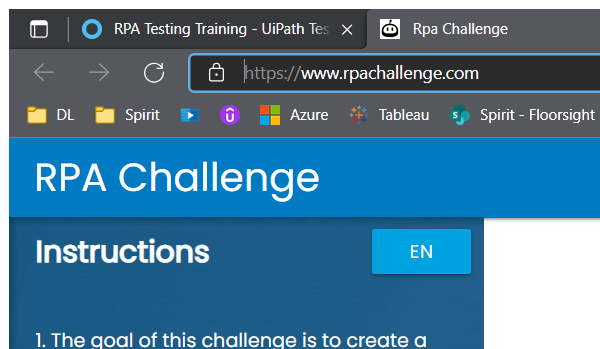 RPA Testing Training - UiPath Tes
Rpa Challenge
https://www.rpachallenge.com
DL Spirit Azure Tableau Spirit - Floorsight
RPA Challenge
Instructions
EN
1. The goal of this challenge is to create a